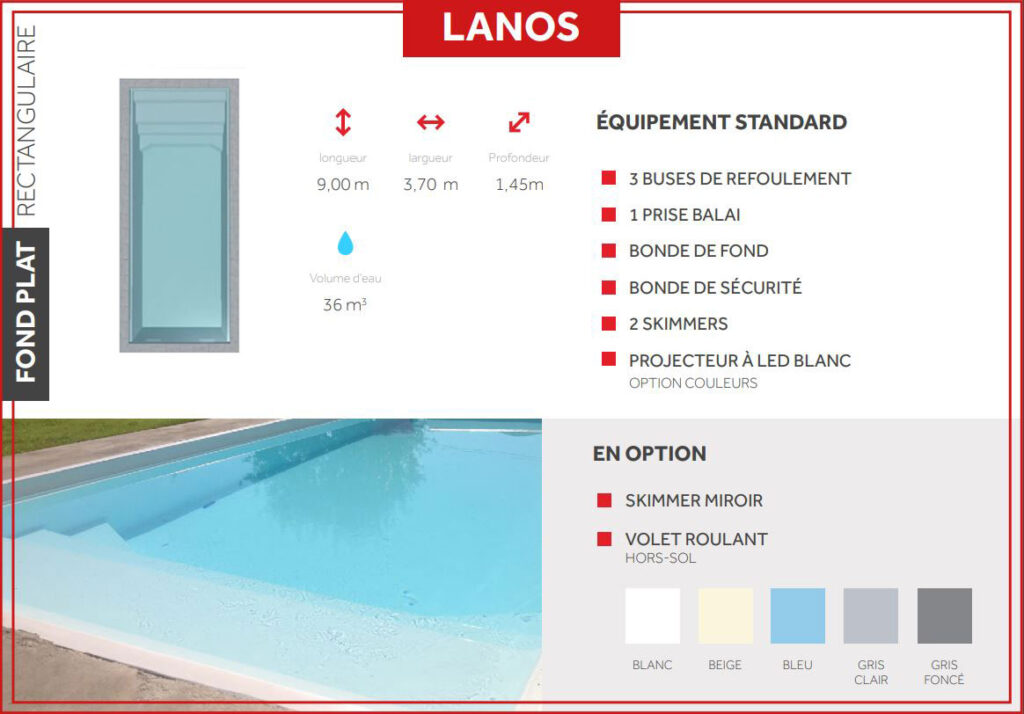 LANOS
RECTANGULAIRE
FOND PLAT
longueur
9,00 m
largueur
3,70 m
Profondeur
1,45m
Volume d'eau
36 m³
ÉQUIPEMENT STANDARD
3 BUSES DE REFOULEMENT
1 PRISE BALAI
BONDE DE FOND
BONDE DE SÉCURITÉ
2 SKIMMERS
PROJECTEUR À LED BLANC
OPTION COULEURS
EN OPTION
SKIMMER MIROIR
VOLET ROULANT
HORS-SOL
BLANC
BEIGE
BLEU
GRIS
CLAIR
GRIS
FONCÉ